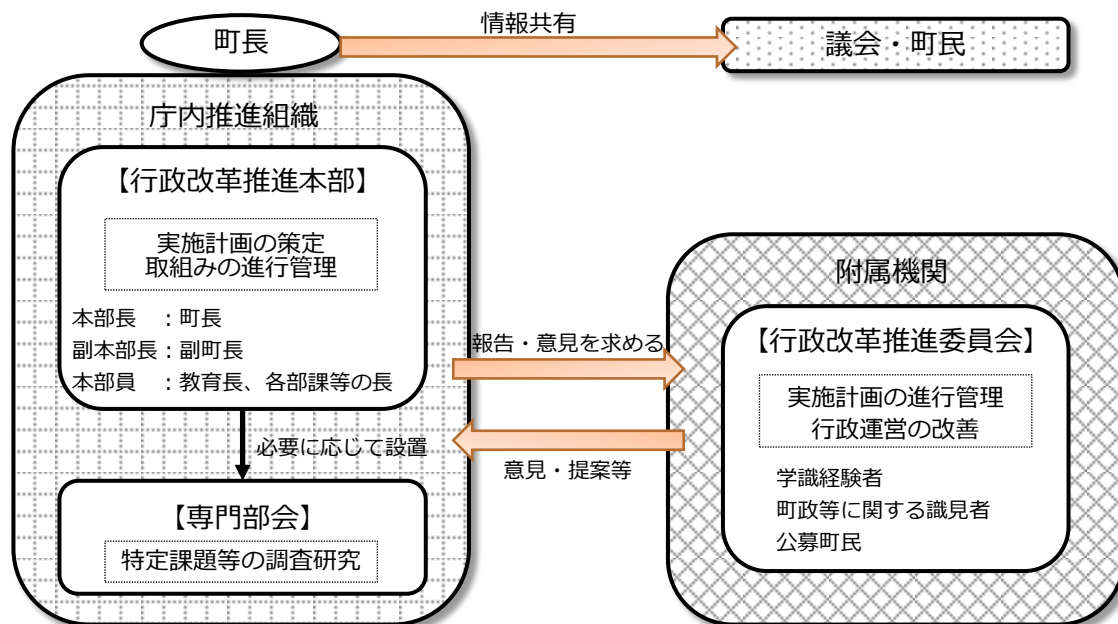 町長
情報共有
議会・町民
庁内推進組織
【行政改革推進本部】
実施計画の策定
取組みの進行管理
本部長　：町長
副本部長：副町長
本部員　：教育長、各部課等の長
必要に応じて設置
【専門部会】
特定課題等の調査研究
報告・意見を求める
意見・提案等
附属機関
【行政改革推進委員会】
実施計画の進行管理
行政運営の改善
学識経験者
町政等に関する識見者
公募町民